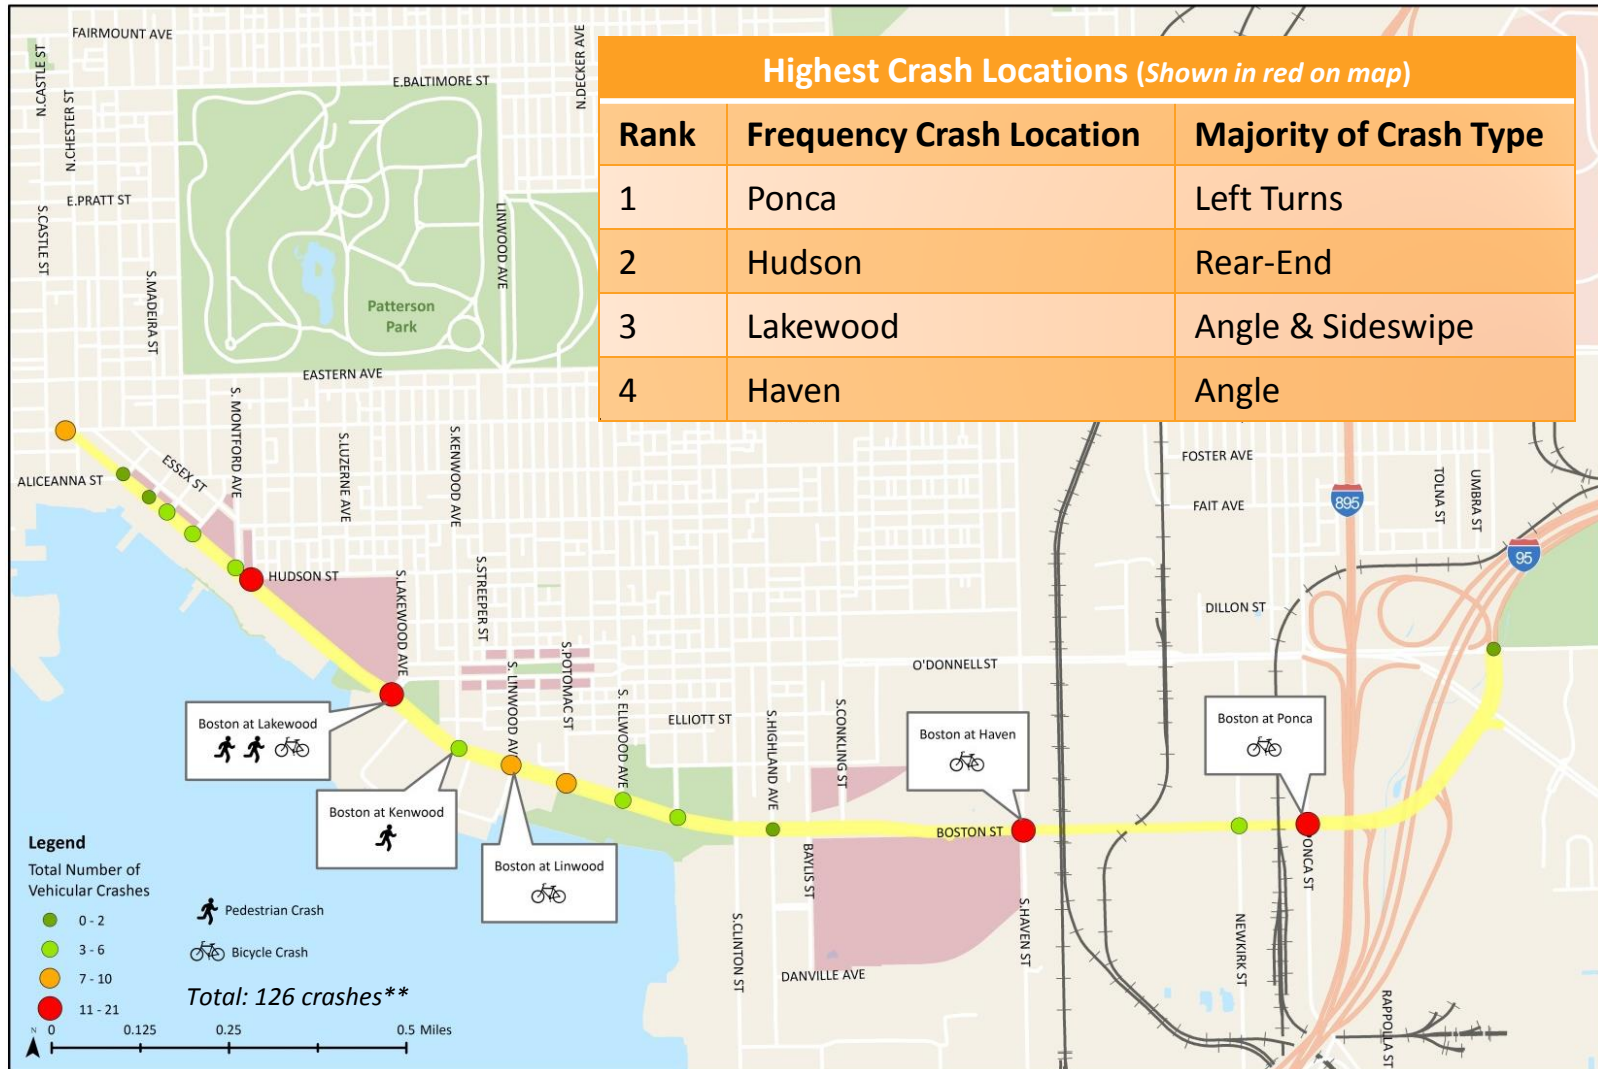 Highest Crash Locations (Shown in red on map)
Rank Frequency Crash Location Majority of Crash Type
1 Ponca Left Turns
2 Hudson Rear-End
3 Lakewood Angle & Sideswipe
4 Haven Angle
FAIRMOUNT AVE
N.CASTLE ST
N.CHESTER ST
E.BALTIMORE ST
N.DECKER AVE
E.PRATT ST
S.CASTLE ST
S.MADEIRA ST
LINWOOD AVE
Patterson
Park
EASTERN AVE
S. MONTFORD AVE
S.LUZERNE AVE
S.KENWOOD AVE
ALICEANNA ST
ESSEX ST
FOSTER AVE
FAIT AVE
TOLNA ST
UMBRA ST
895
95
HUDSON ST
S.LAKEWOOD AVE
S.STREEPER ST
S. LINWOOD AV
S.POTOMAC ST
S. ELLWOOD AVE
ELLIOTT ST
S.HIGHLAND AVE
S.CONKLING ST
O'DONNELL ST
DILLON ST
Boston at Lakewood
Boston at Kenwood
Boston at Linwood
Boston at Haven
Boston at Ponca
BOSTON ST
BAYLIS ST
S.CLINTON ST
DANVILLE AVE
S.HAVEN ST
NEWKIRK ST
PONCA ST
RAPPOLLA ST
Legend
Total Number of
Vehicular Crashes
0 - 2
3 - 6
7 - 10
11 - 21
Pedestrian Crash
Bicycle Crash
Total: 126 crashes**
N
0 0.125 0.25 0.5 Miles